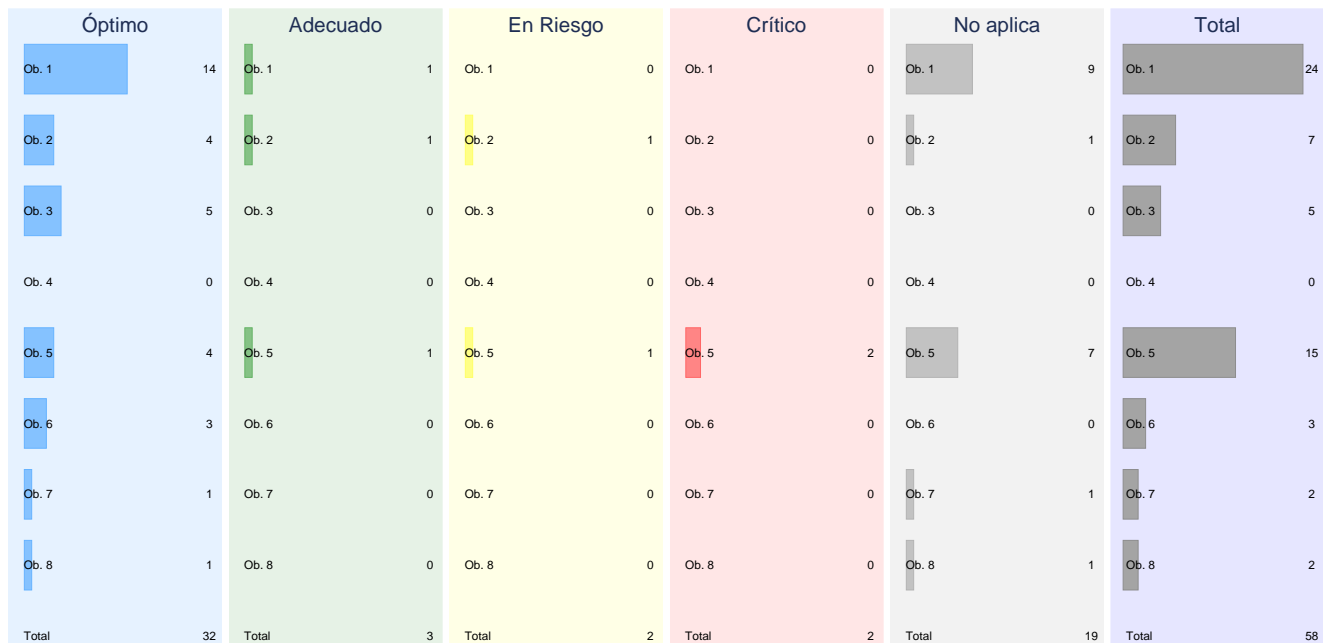 Óptimo Adecuado En Riesgo Crítico No aplica Total
Ob. 1 14 Ob. 1 1 Ob. 1 0 Ob. 1 0 Ob. 1 9 Ob. 1 24
Ob. 2 4 Ob. 2 1 Ob. 2 1 Ob. 2 0 Ob. 2 1 Ob. 2 7
Ob. 3 5 Ob. 3 0 Ob. 3 0 Ob. 3 0 Ob. 3 0 Ob. 3 5
Ob. 4 0 Ob. 4 0 Ob. 4 0 Ob. 4 0 Ob. 4 0 Ob. 4 0
Ob. 5 4 Ob. 5 1 Ob. 5 1 Ob. 5 2 Ob. 5 7 Ob. 5 15
Ob. 6 3 Ob. 6 0 Ob. 6 0 Ob. 6 0 Ob. 6 0 Ob. 6 3
Ob. 7 1 Ob. 7 0 Ob. 7 0 Ob. 7 0 Ob. 7 1 Ob. 7 2
Ob. 8 1 Ob. 8 0 Ob. 8 0 Ob. 8 0 Ob. 8 1 Ob. 8 2
Total 32 Total 3 Total 2 Total 2 Total 19 Total 58